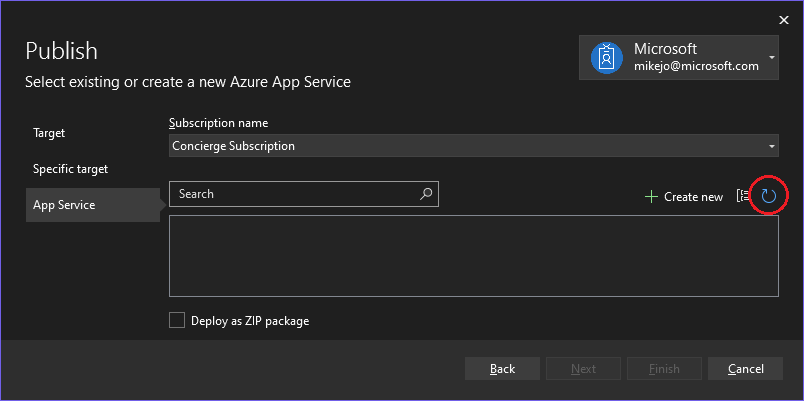 Publish
Select existing or create a new Azure App Service
Microsoft
mikejo@microsoft.com
Target
Specific target
App Service
Subscription name
Concierge Subscription
Search
Create new
Deploy as ZIP package
Back
Next
Finish
Cancel